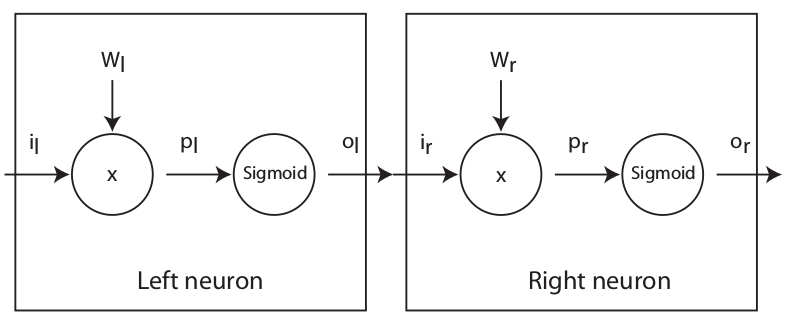 Wl
Wr
il
pl
ol
ir
pr
or
x
Sigmoid
x
Sigmoid
Left neuron
Right neuron